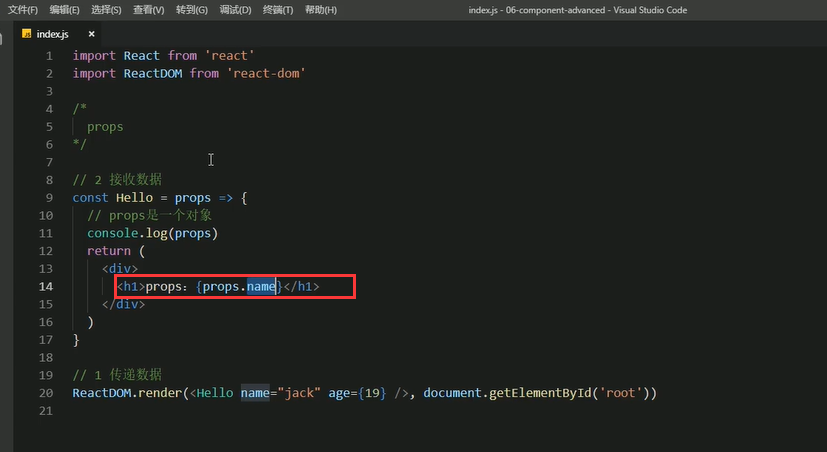 文件(F) 编辑(E) 选择(S) 查看(V) 转到(G) 调试(D) 终端(T) 帮助(H) index.js - 06-component-advanced - Visual Studio Code
JS index.js ×
1 import React from 'react'
2 import ReactDOM from 'react-dom'
3
4 /*
5 props
6 */
7
8 // 2 接收数据
9 const Hello = props => {
10 // props是一个对象
11 console.log(props)
12 return (
13 <div>
14 <h1>props: {props.name}</h1>
15 </div>
16 )
17 }
18
19 // 1 传递数据
20 ReactDOM.render(<Hello name="jack" age={19} />, document.getElementById('root'))
21